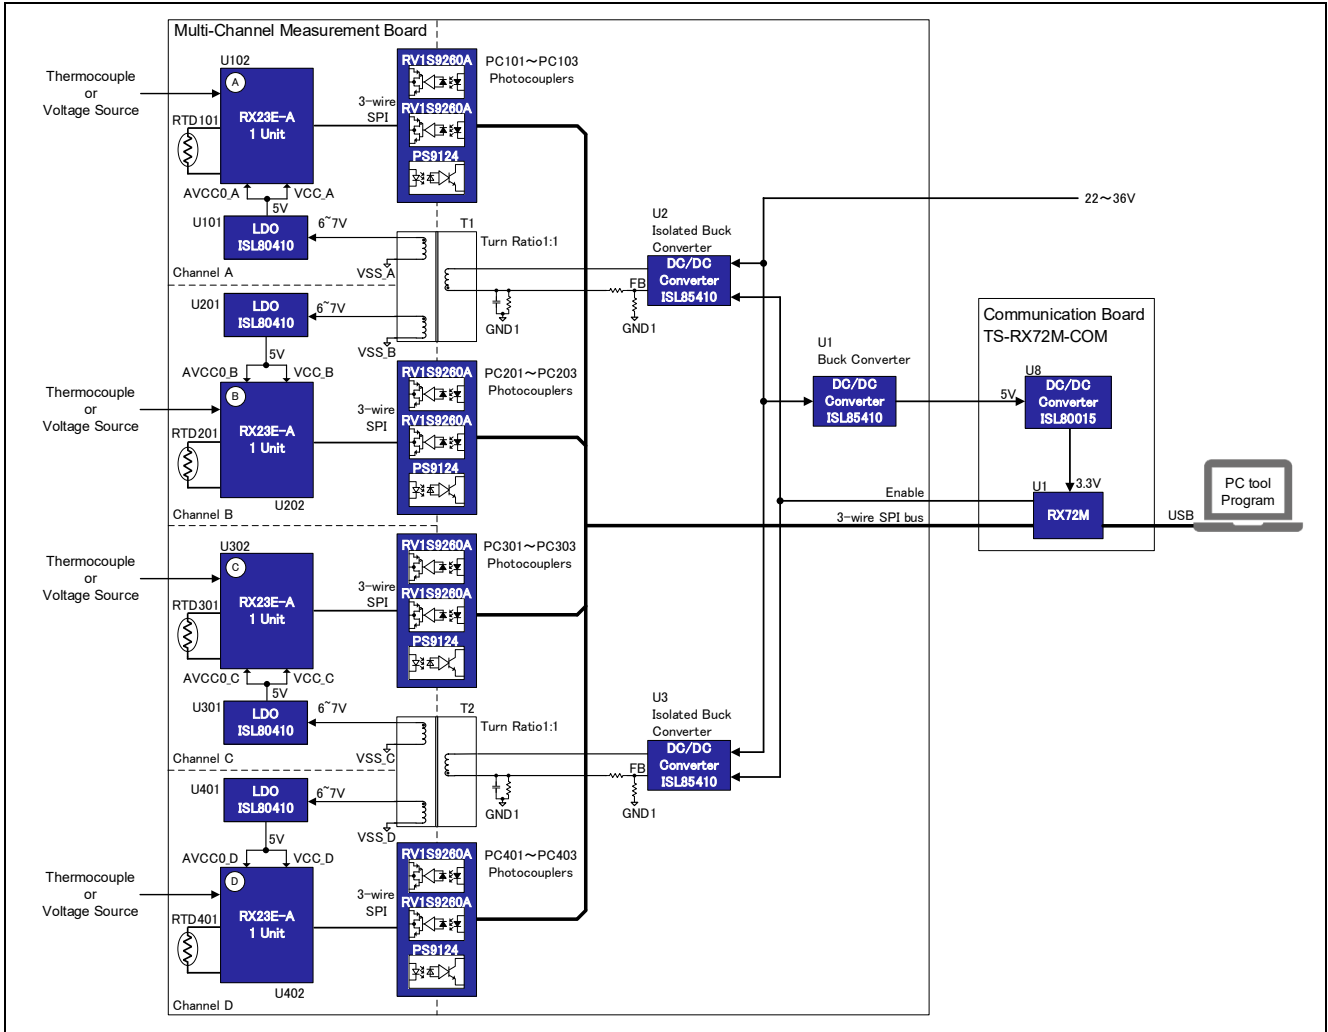 Multi-Channel Measurement Board
U102
Thermocouple
or
Voltage Source
A
RX23E-A
1 Unit
RTD101
3-wire
SPI
RV1S9260A
RV1S9260A
PS9124
PC101～PC103
Photocouplers
AVCC0_A
VCC_A
5V
U101
LDO
ISL80410
6~7V
VSS_A
Channel A
T1
Turn Ratio1:1
GND1
FB
GND1
U2
Isolated Buck
Converter
DC/DC
Converter
ISL85410
22～36V
U201
LDO
ISL80410
6~7V
VSS_B
5V
AVCC0_B
VCC_B
Thermocouple
or
Voltage Source
B
RX23E-A
1 Unit
RTD201
U202
3-wire
SPI
RV1S9260A
RV1S9260A
PS9124
PC201～PC203
Photocouplers
Channel B
U1
Buck Converter
DC/DC
Converter
ISL85410
Communication Board
TS-RX72M-COM
U8
5V
DC/DC
Converter
ISL80015
3.3V
U1
RX72M
Enable
3-wire SPI bus
USB
PC tool
Program
U302
Thermocouple
or
Voltage Source
C
RX23E-A
1 Unit
RTD301
3-wire
SPI
RV1S9260A
RV1S9260A
PS9124
PC301～PC303
Photocouplers
AVCC0_C
VCC_C
5V
U301
LDO
ISL80410
6~7V
VSS_C
Channel C
T2
Turn Ratio1:1
GND1
FB
GND1
U3
Isolated Buck
Converter
DC/DC
Converter
ISL85410
U401
LDO
ISL80410
6~7V
VSS_D
5V
AVCC0_D
VCC_D
Thermocouple
or
Voltage Source
D
RX23E-A
1 Unit
RTD401
U402
3-wire
SPI
RV1S9260A
RV1S9260A
PS9124
PC401～PC403
Photocouplers
Channel D